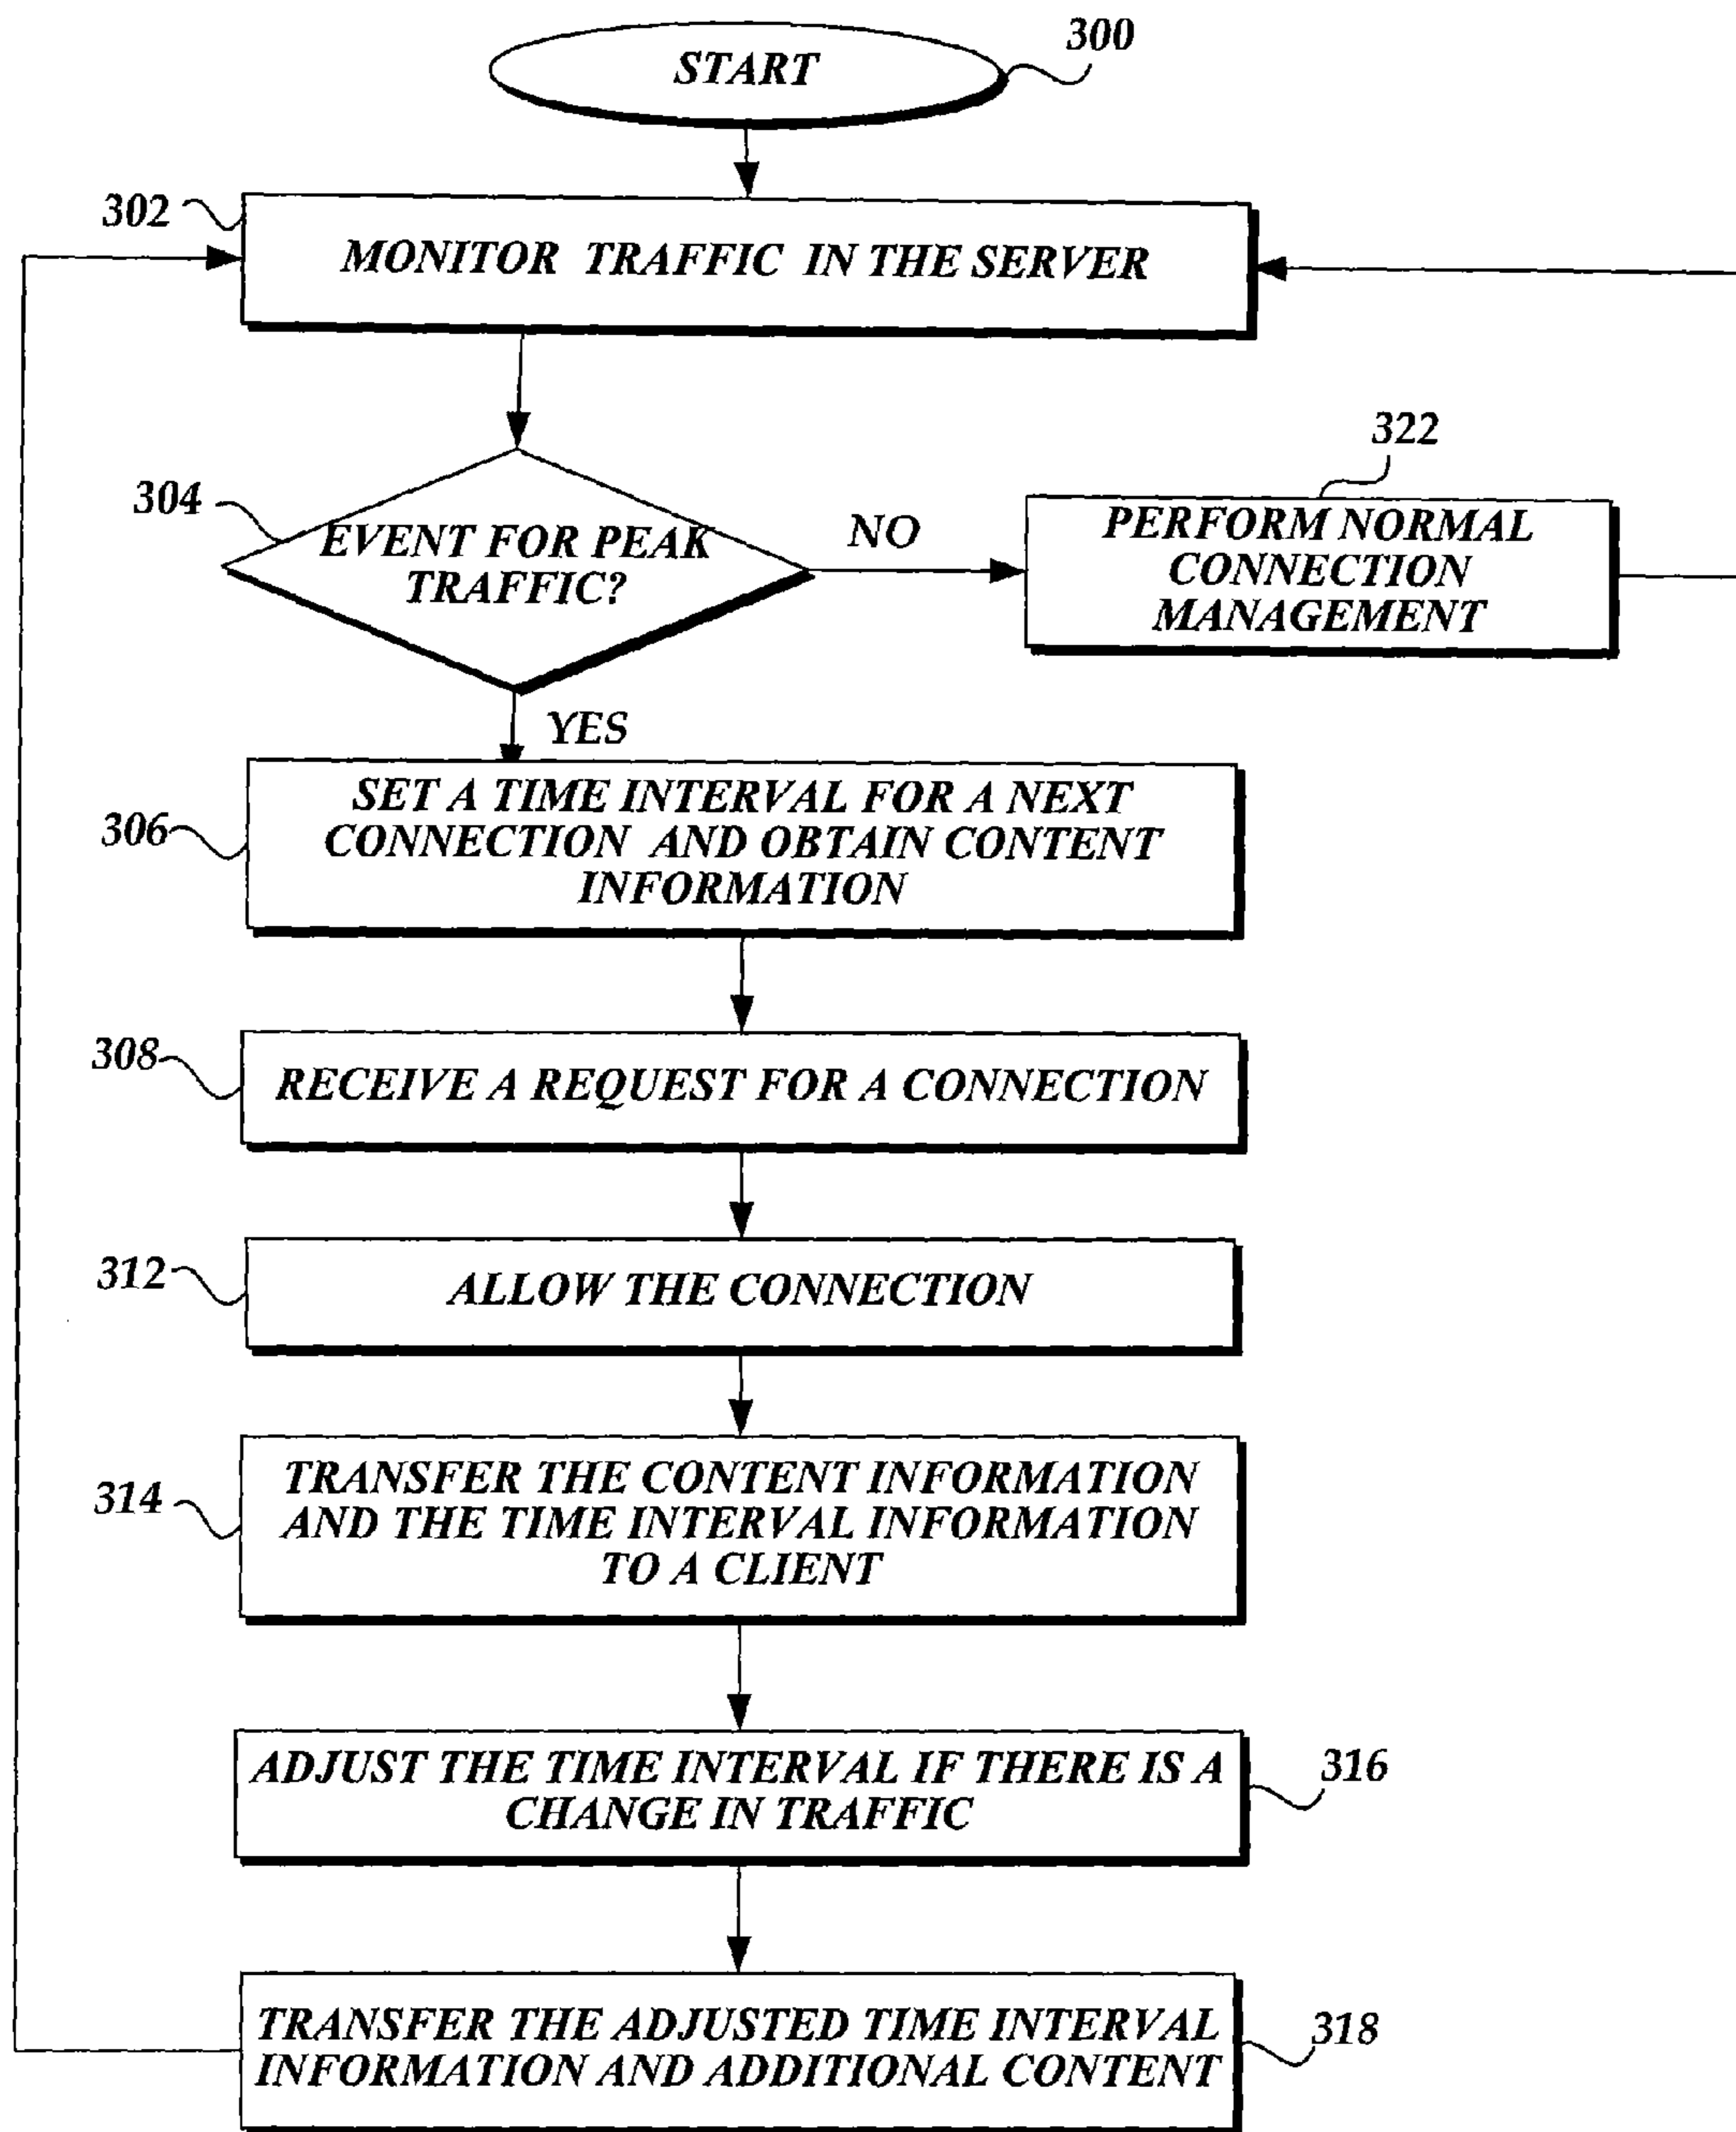 START
300
302
MONITOR TRAFFIC IN THE SERVER
304
EVENT FOR PEAK
TRAFFIC?
NO
322
PERFORM NORMAL
CONNECTION
MANAGEMENT
YES
306
SET A TIME INTERVAL FOR A NEXT
CONNECTION AND OBTAIN CONTENT
INFORMATION
308
RECEIVE A REQUEST FOR A CONNECTION
312
ALLOW THE CONNECTION
314
TRANSFER THE CONTENT INFORMATION
AND THE TIME INTERVAL INFORMATION
TO A CLIENT
ADJUST THE TIME INTERVAL IF THERE IS A
CHANGE IN TRAFFIC
316
TRANSFER THE ADJUSTED TIME INTERVAL
INFORMATION AND ADDITIONAL CONTENT
318